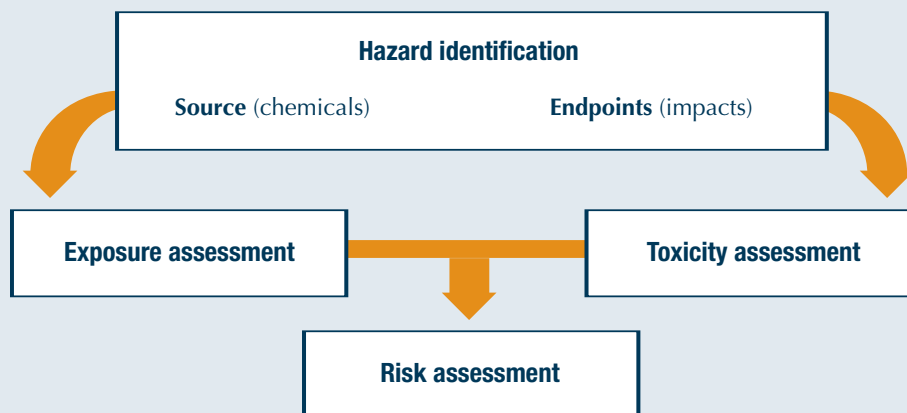 Hazard identification
Source (chemicals) Endpoints (impacts)
Exposure assessment Toxicity assessment
Risk assessment